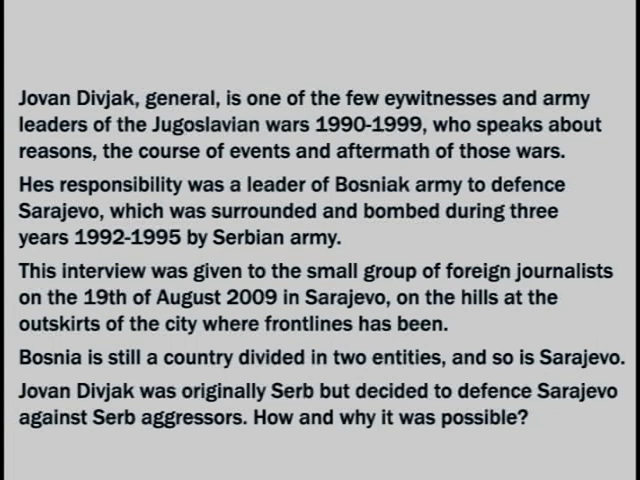 Jovan Divjak, general, is one of the few eywitnesses and army
leaders of the Jugoslavian wars 1990-1999, who speaks about
reasons, the course of events and aftermath of those wars.
Hes responsibility was a leader of Bosniak army to defence
Sarajevo, which was surrounded and bombed during three
years 1992-1995 by Serbian army.
This interview was given to the small group of foreign journalists
on the 19th of August 2009 in Sarajevo, on the hills at the
outskirts of the city where frontlines has been.
Bosnia is still a country divided in two entities, and so is Sarajevo.
Jovan Divjak was originally Serb but decided to defence Sarajevo
against Serb aggressors. How and why it was possible?